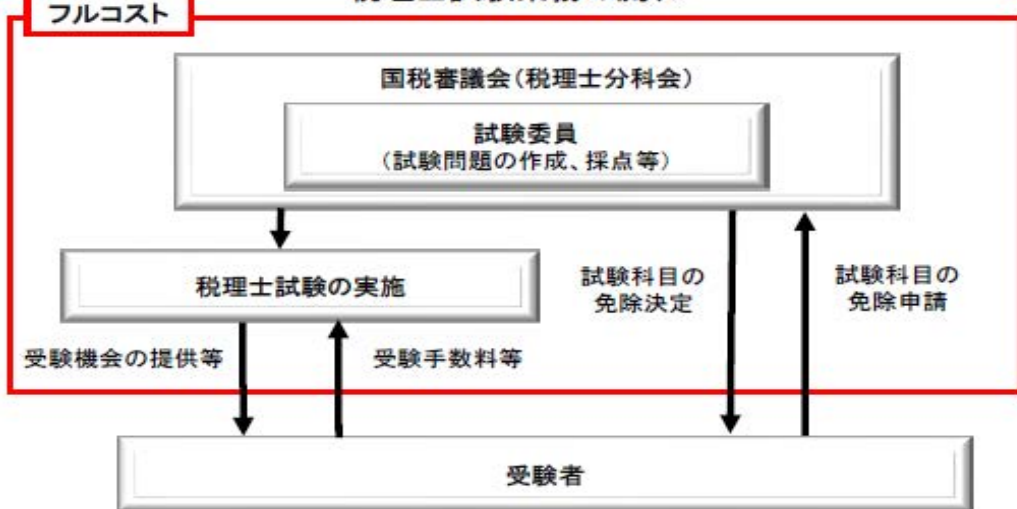 フルコスト
国税審議会(税理士分科会)
試験委員
(試験問題の作成、採点等)
税理士試験の実施
試験科目の
免除決定
試験科目の
免除申請
受験機会の提供等
受験手数料等
受験者